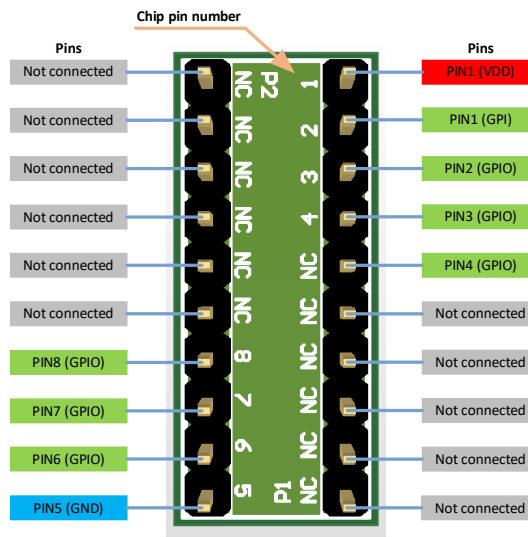 Chip pin number
Pins
Pins
Not connected
NC
P2
1
PIN1 (VDD)
Not connected
NC
2
PIN1 (GPI)
Not connected
NC
3
PIN2 (GPIO)
Not connected
NC
4
PIN3 (GPIO)
Not connected
NC
NC
PIN4 (GPIO)
Not connected
NC
NC
Not connected
PIN8 (GPIO)
8
NC
Not connected
PIN7 (GPIO)
7
NC
Not connected
PIN6 (GPIO)
6
NC
Not connected
PIN5 (GND)
5
P1
NC
Not connected